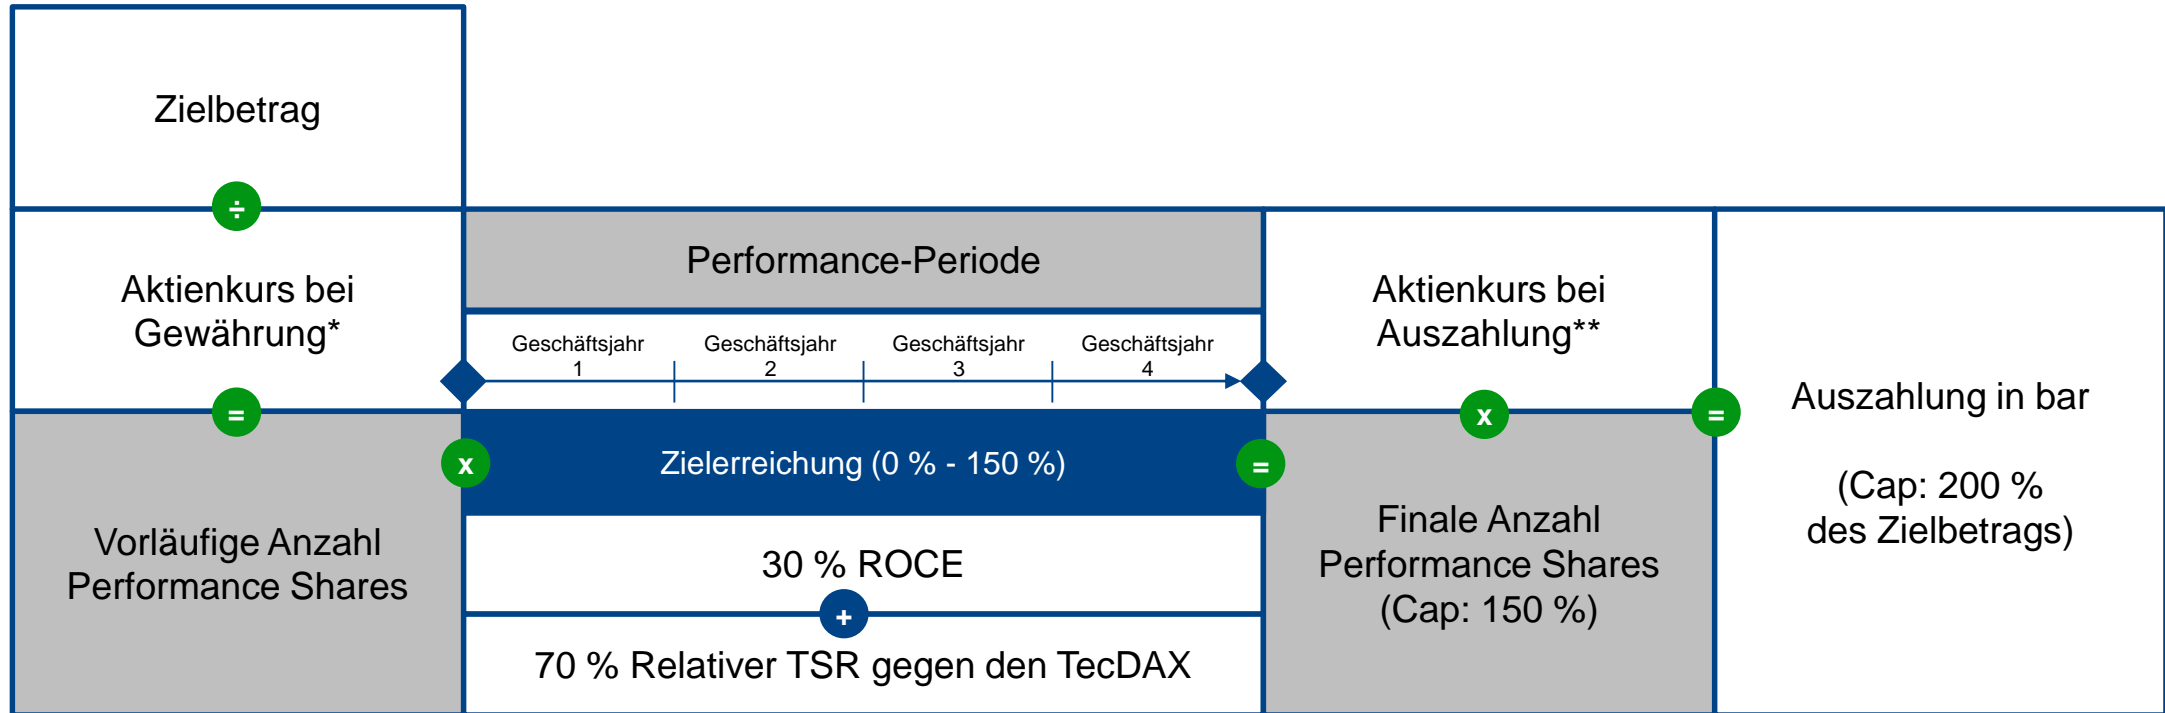 Zielbetrag
÷
Aktienkurs bei
Gewährung*
=
Vorläufige Anzahl
Performance Shares
x
Performance-Periode
Geschäftsjahr
1
Geschäftsjahr
2
Geschäftsjahr
3
Geschäftsjahr
4
Zielerreichung (0 % - 150 %)
30 % ROCE
+
70 % Relativer TSR gegen den TecDAX
=
Aktienkurs bei
Auszahlung**
x
Finale Anzahl
Performance Shares
(Cap: 150 %)
=
Auszahlung in bar
(Cap: 200 %
des Zielbetrags)